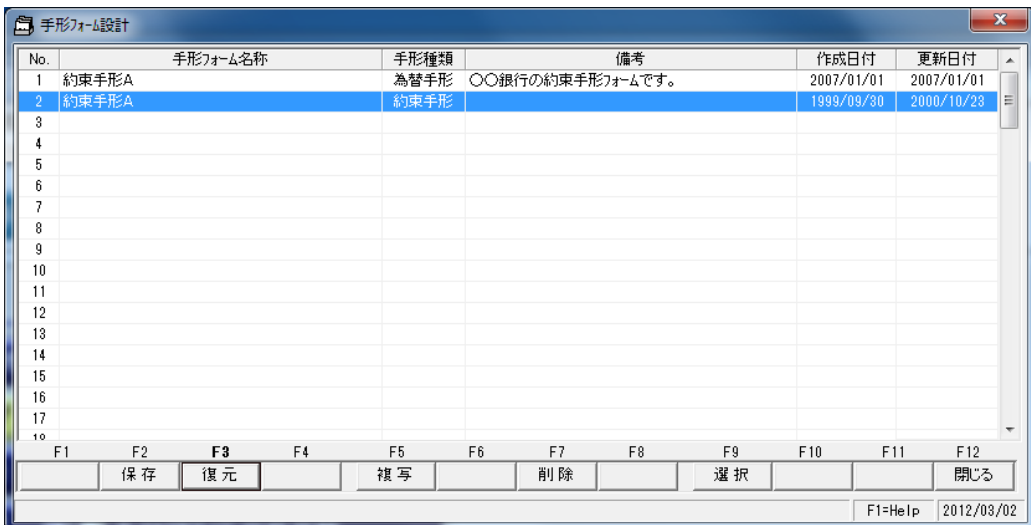 手形フォーム設計
No. 手形フォーム名称 手形種類 備考 作成日付 更新日付
1 約束手形A 為替手形 〇〇銀行の約束手形フォームです。 2007/01/01 2007/01/01
2 約束手形A 約束手形 1999/09/30 2000/10/23
3
4
5
6
7
8
9
10
11
12
13
14
15
16
17
18
F1 F2 F3 F4 F5 F6 F7 F8 F9 F10 F11 F12
保存 復元 複写 削除 選択 閉じる
F1=Help 2012/03/02